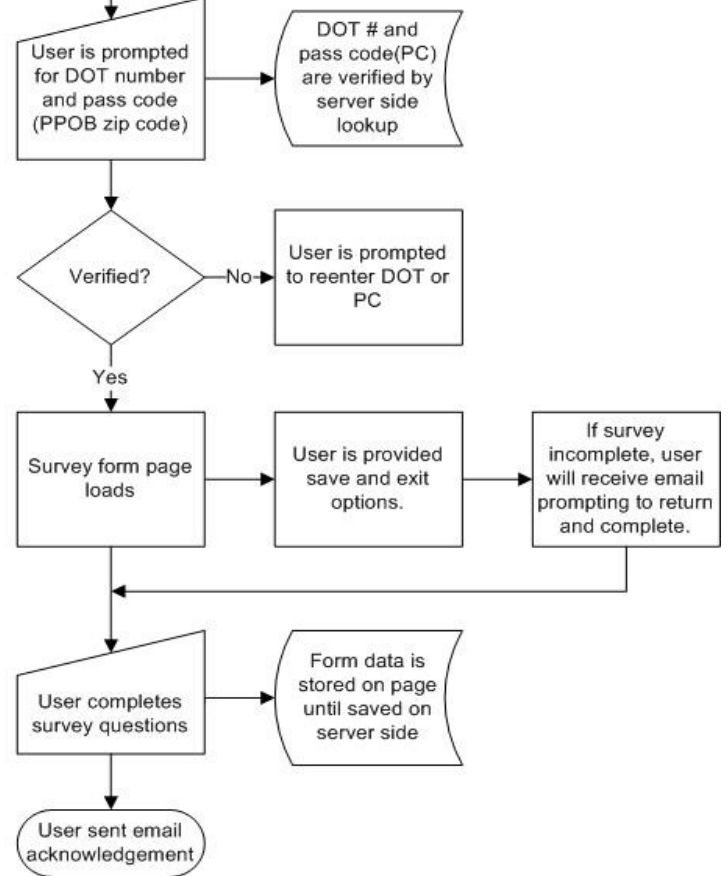 User is prompted
for DOT number
and pass code
(PPOB zip code)
DOT # and
pass code(PC)
are verified by
server side
lookup
Verified?
No
User is prompted
to reenter DOT or
PC
Yes
Survey form page
loads
User is provided
save and exit
options.
If survey
incomplete, user
will receive email
prompting to return
and complete.
User completes
survey questions
Form data is
stored on page
until saved on
server side
User sent email
acknowledgement